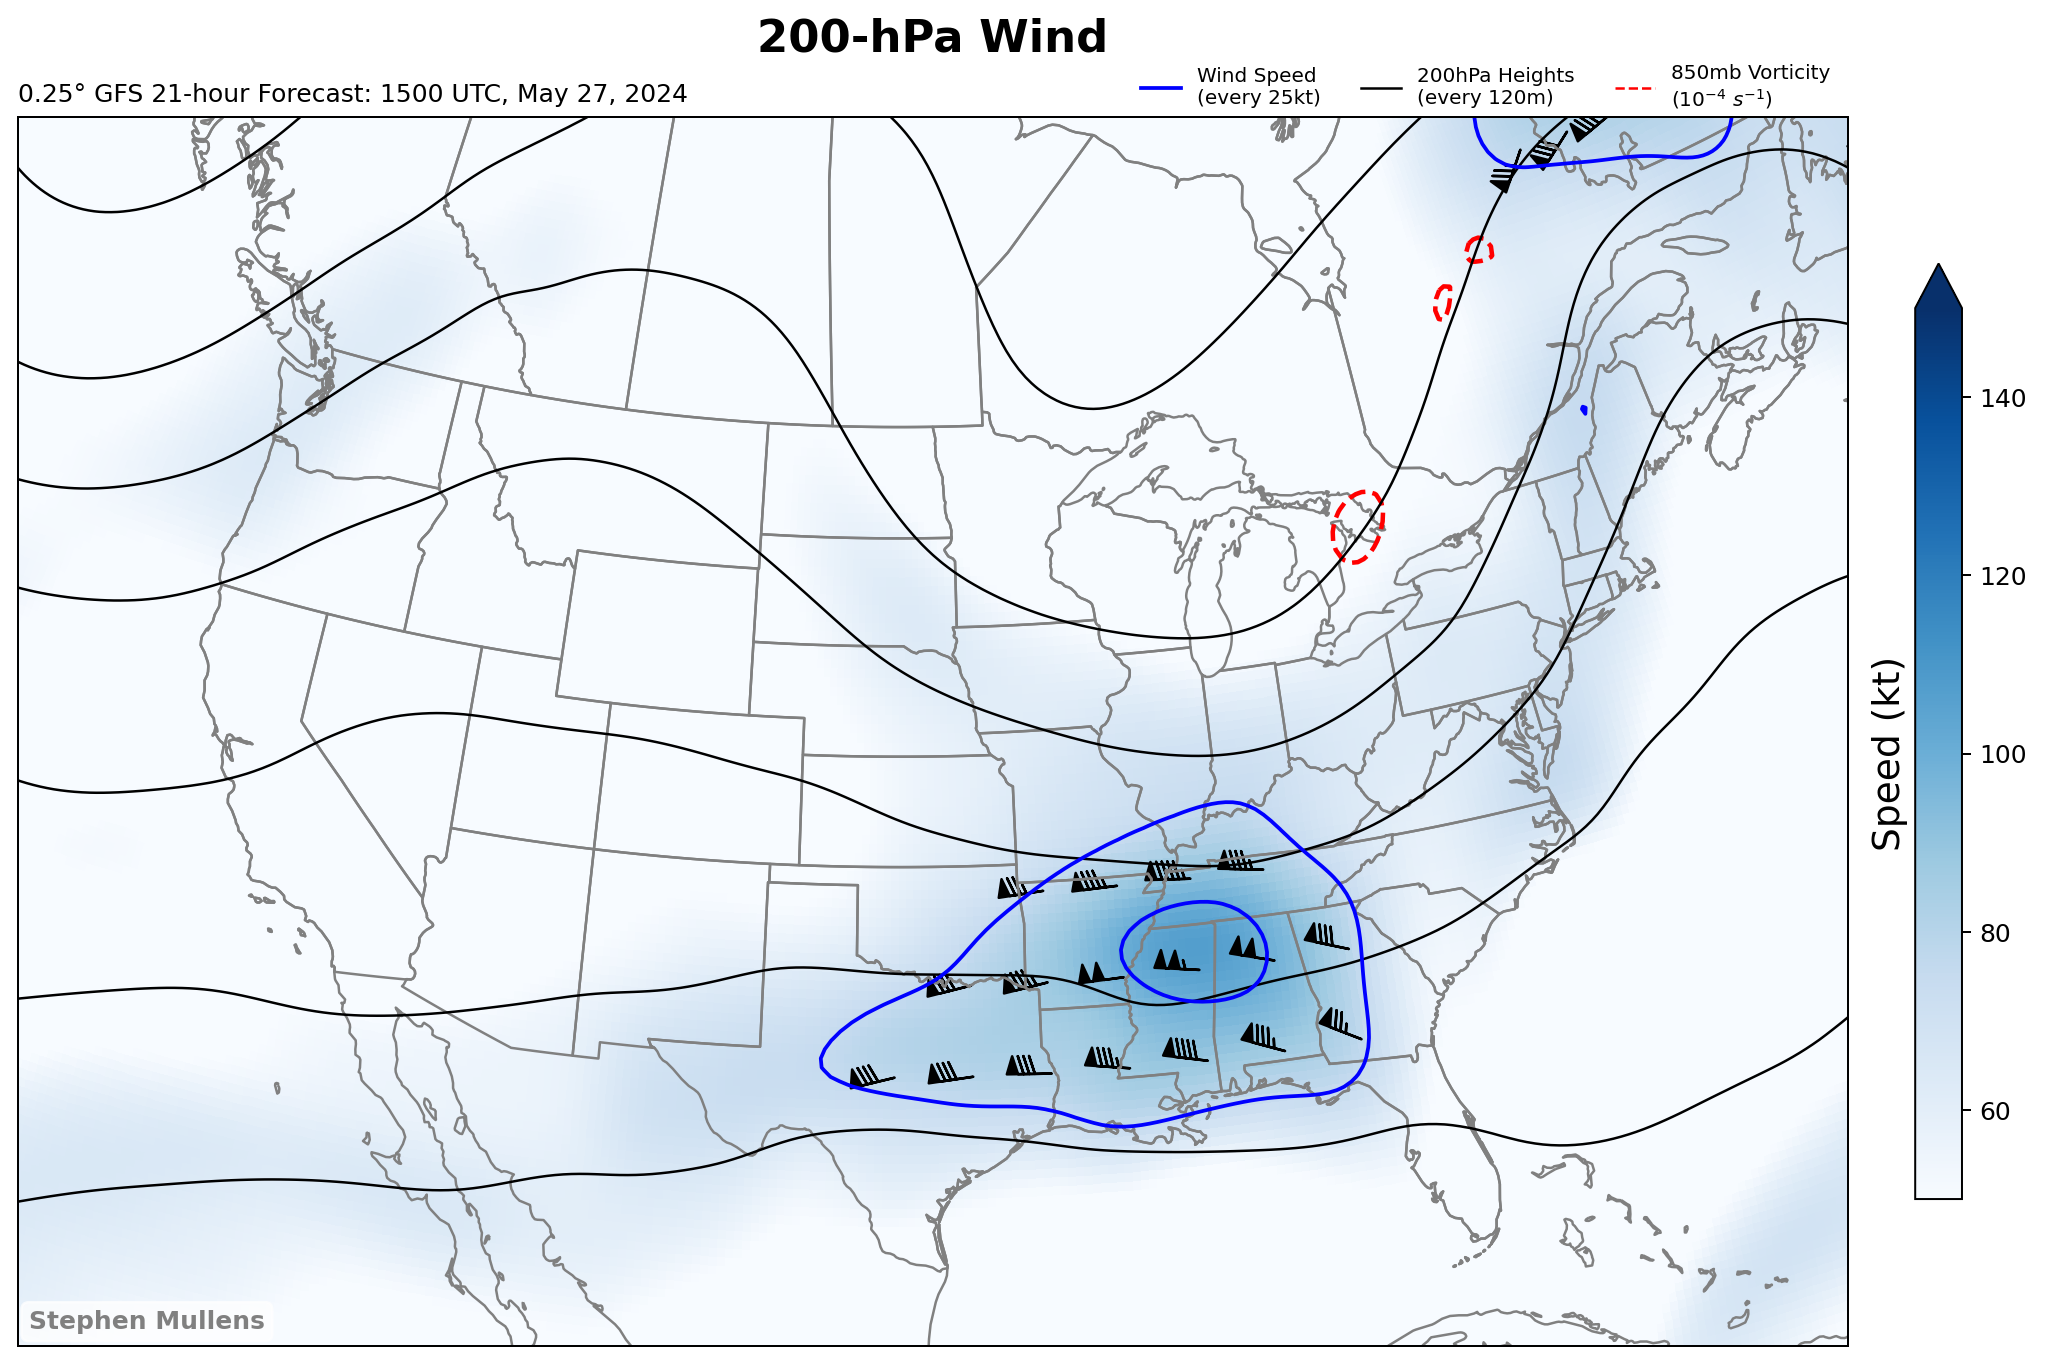 200-hPa Wind
0.25° GFS 21-hour Forecast: 1500 UTC, May 27, 2024
Wind Speed
(every 25kt)
200hPa Heights
(every 120m)
850mb Vorticity
(10⁻⁴ s⁻¹)
140
120
100
80
60
Speed (kt)
Stephen Mullens